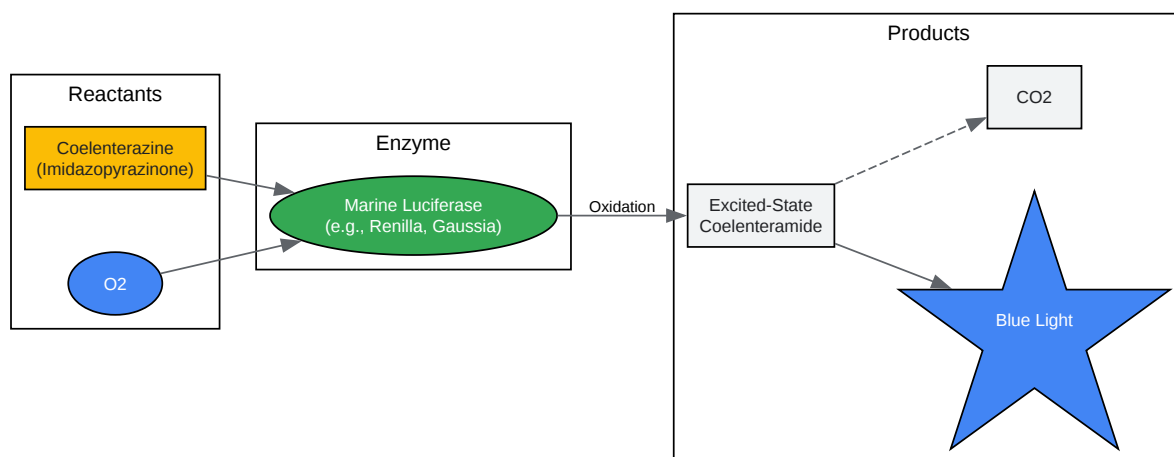 Reactants
Coelenterazine
(Imidazopyrazinone)
O2
Enzyme
Marine Luciferase
(e.g., Renilla, Gaussia)
Oxidation
Products
Excited-State
Coelenteramide
CO2
Blue Light